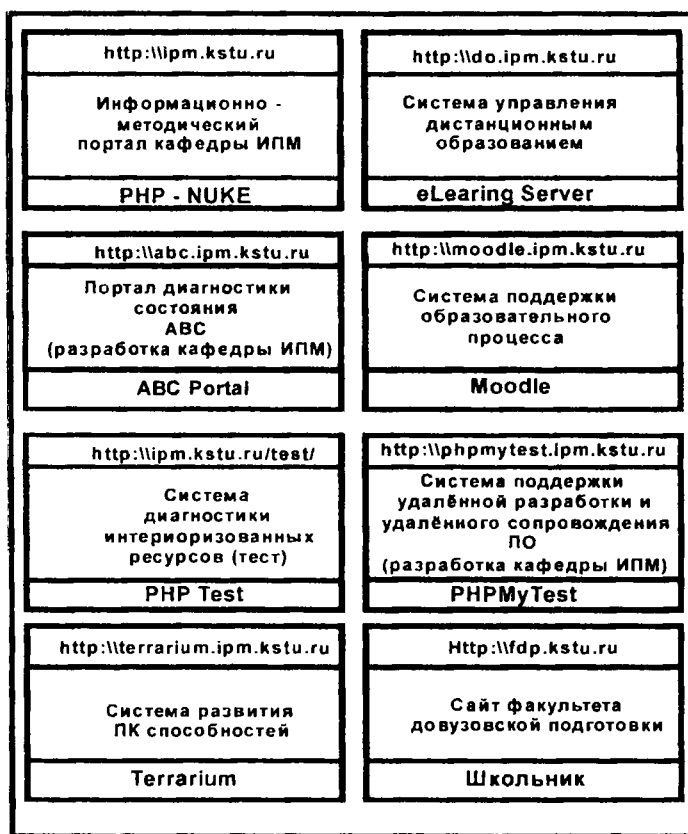 http:\\ipm.kstu.ru
Информационно -
методический
портал кафедры ИПМ
PHP - NUKE
http:\\do.ipm.kstu.ru
Система управления
дистанционным
образованием
eLearing Server
http:\\abc.ipm.kstu.ru
Портал диагностики
состояния
АВС
(разработка кафедры ИПМ)
ABC Portal
http:\\moodle.ipm.kstu.ru
Система поддержки
образовательного
процесса
Moodle
http:\\ipm.kstu.ru/test/
Система
диагностики
интериоризованных
ресурсов (тест)
PHP Test
http:\\phpmytest.ipm.kstu.ru
Система поддержки
удалённой разработки и
удалённого сопровождения
ПО
(разработка кафедры ИПМ)
PHPMyTest
http:\\terrarium.ipm.kstu.ru
Система развития
ПК способностей
Terrarium
Http:\\fdp.kstu.ru
Сайт факультета
довузовской подготовки
Школьник